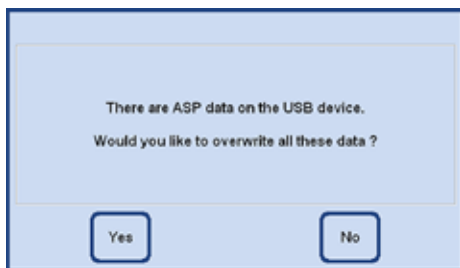 There are ASP data on the USB device.
Would you like to overwrite all these data ?
Yes
No